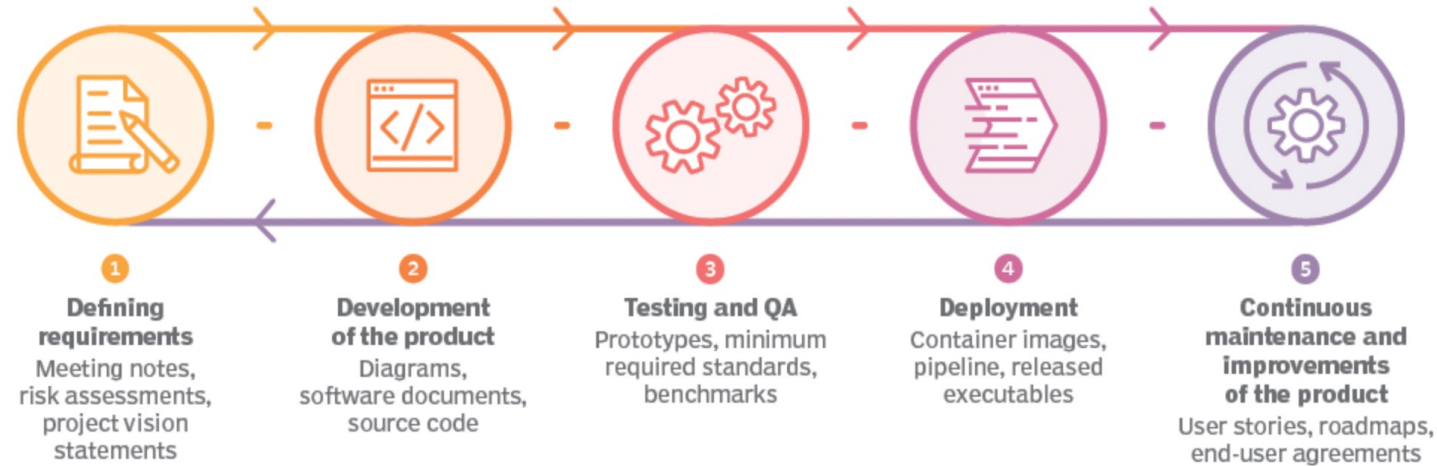 1
Defining
requirements
Meeting notes,
risk assessments,
project vision
statements
2
Development
of the product
Diagrams,
software documents,
source code
3
Testing and QA
Prototypes, minimum
required standards,
benchmarks
4
Deployment
Container images,
pipeline, released
executables
5
Continuous
maintenance and
improvements
of the product
User stories, roadmaps,
end-user agreements